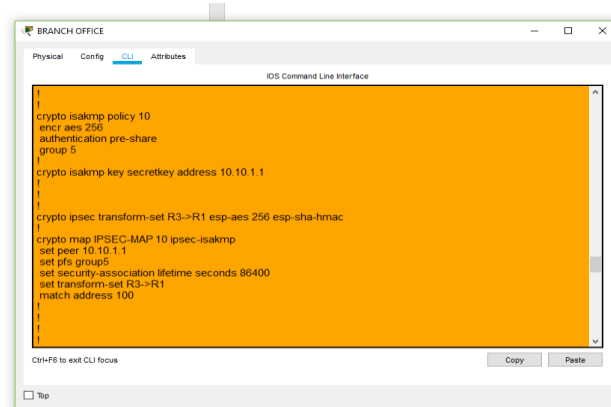 BRANCH OFFICE
Physical Config CLI Attributes
IOS Command Line Interface
!
!
crypto isakmp policy 10
encr aes 256
authentication pre-share
group 5
!
crypto isakmp key secretkey address 10.10.1.1
!
!
!
crypto ipsec transform-set R3->R1 esp-aes 256 esp-sha-hmac
!
crypto map IPSEC-MAP 10 ipsec-isakmp
set peer 10.10.1.1
set pfs group5
set security-association lifetime seconds 86400
set transform-set R3->R1
match address 100
!
!
!
!
Ctrl+F6 to exit CLI focus
Copy Paste
Top